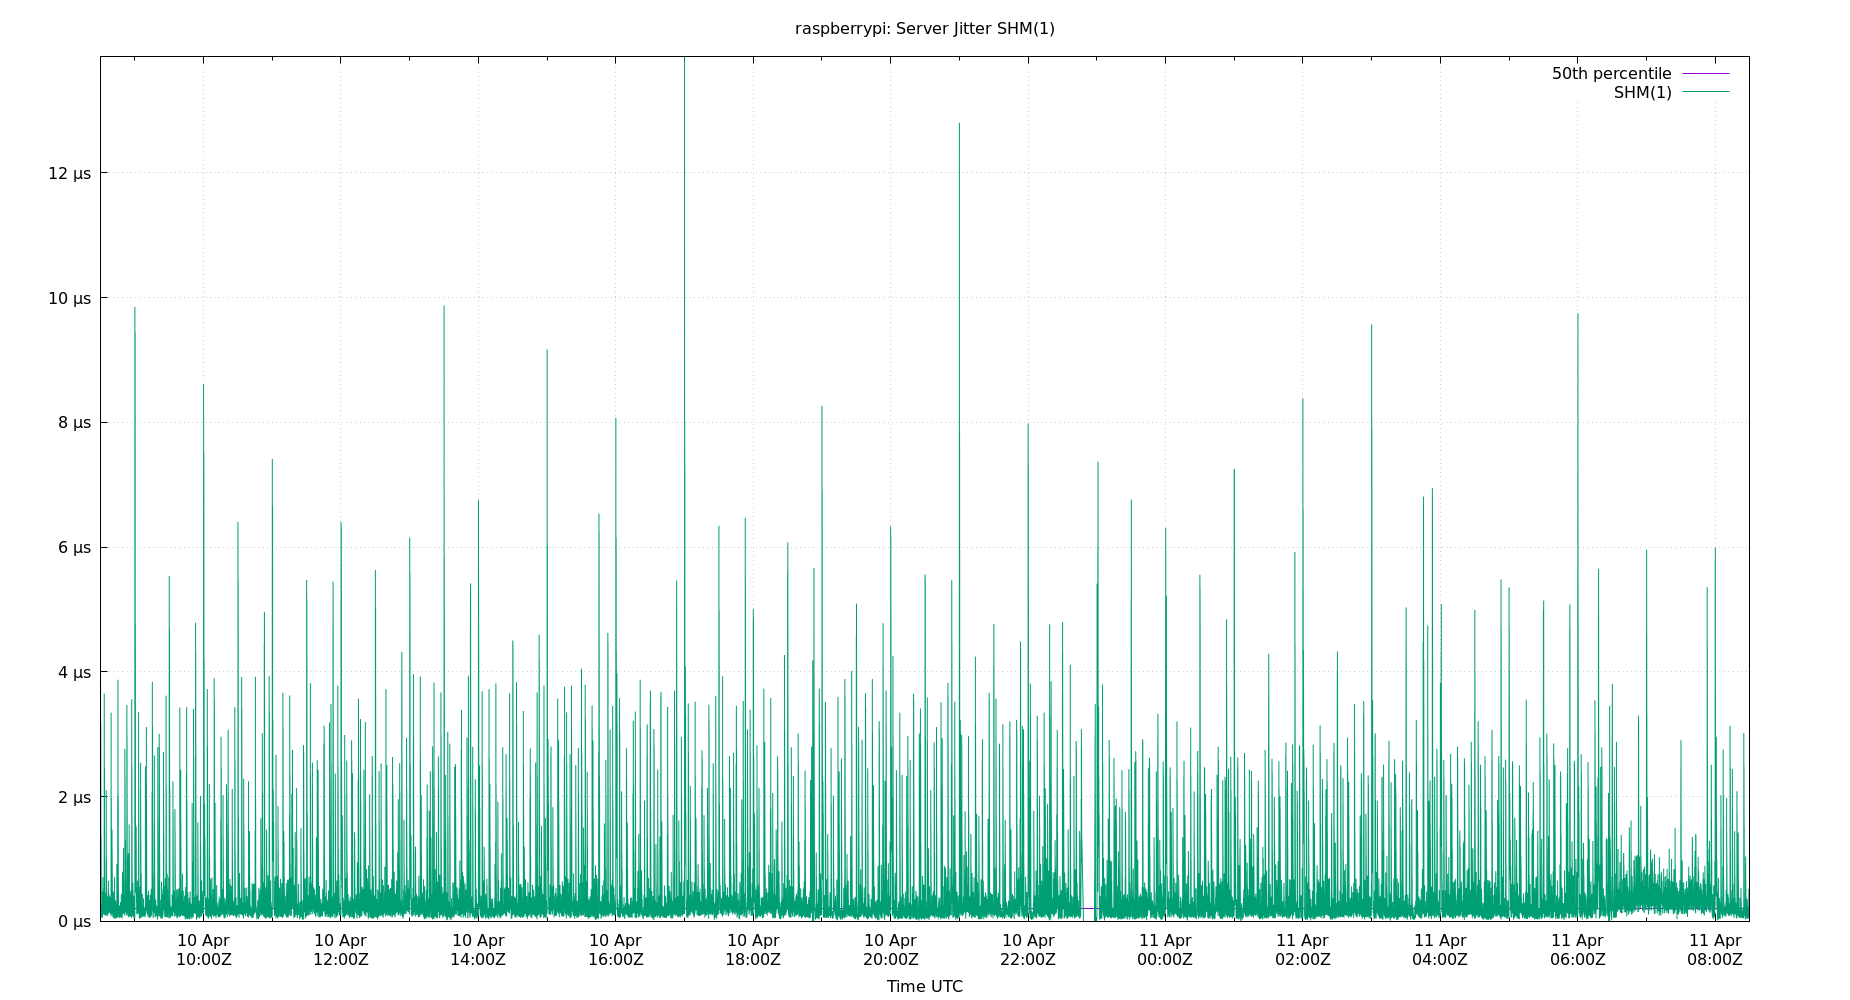 raspberrypi: Server Jitter SHM(1)
50th percentile
SHM(1)
12 µs
10 µs
8 µs
6 µs
4 µs
2 µs
0 µs
10 Apr 10 Apr 10 Apr 10 Apr 10 Apr 10 Apr 10 Apr 11 Apr 11 Apr 11 Apr 11 Apr 11 Apr
10:00Z 12:00Z 14:00Z 16:00Z 18:00Z 20:00Z 22:00Z 00:00Z 02:00Z 04:00Z 06:00Z 08:00Z
Time UTC